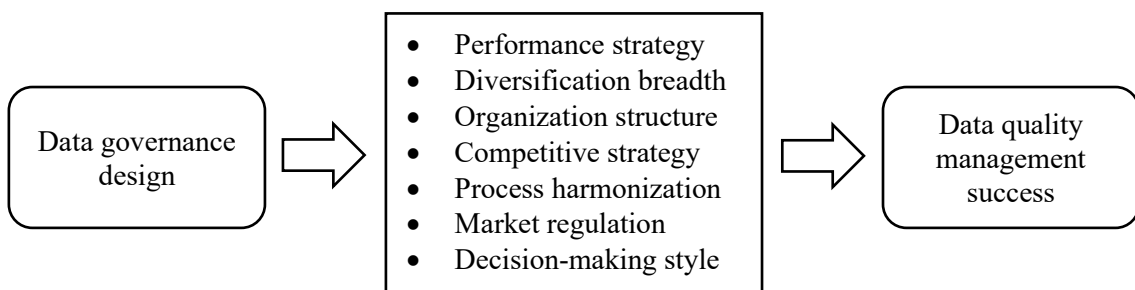 Data governance
design
• Performance strategy
• Diversification breadth
• Organization structure
• Competitive strategy
• Process harmonization
• Market regulation
• Decision-making style
Data quality
management
success